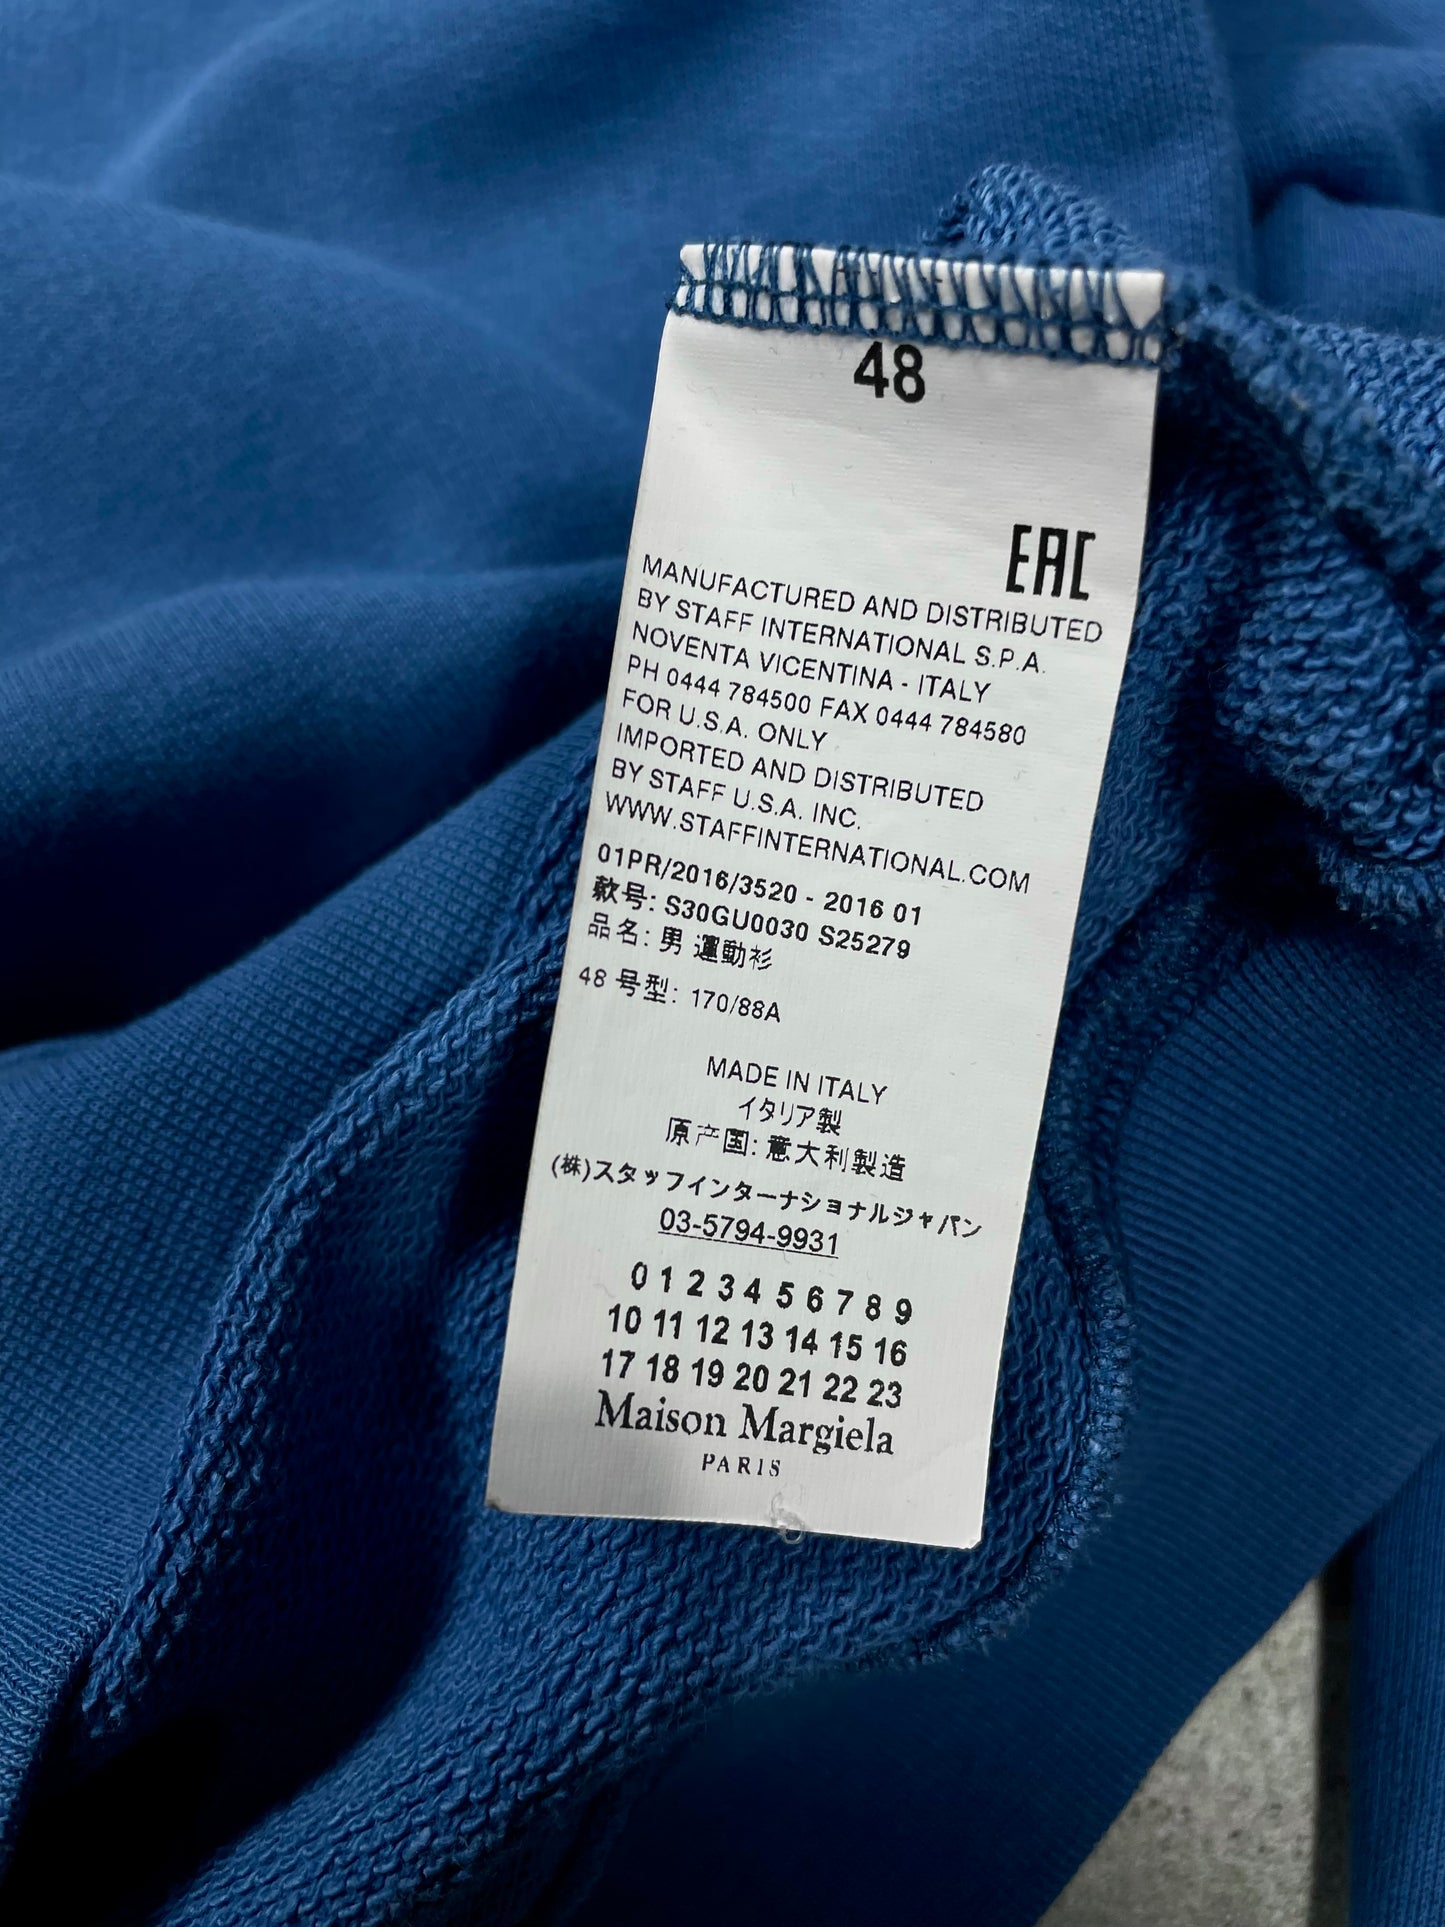 48
EAC
MANUFACTURED AND DISTRIBUTED
BY STAFF INTERNATIONAL S.P.A.
NOVENTA VICENTINA - ITALY
PH 0444 784500 FAX 0444 784580
FOR U.S.A. ONLY
IMPORTED AND DISTRIBUTED
BY STAFF U.S.A. INC.
WWW.STAFFINTERNATIONAL.COM
01PR/2016/3520 - 2016 01
款号: S30GU0030 S25279
品名: 男 運動衫
48 号型: 170/88A
MADE IN ITALY
イタリア製
原产国: 意大利製造
(株)スタッフインターナショナルジャパン
03-5794-9931
0 1 2 3 4 5 6 7 8 9
10 11 12 13 14 15 16
17 18 19 20 21 22 23
Maison Margiela
PARIS